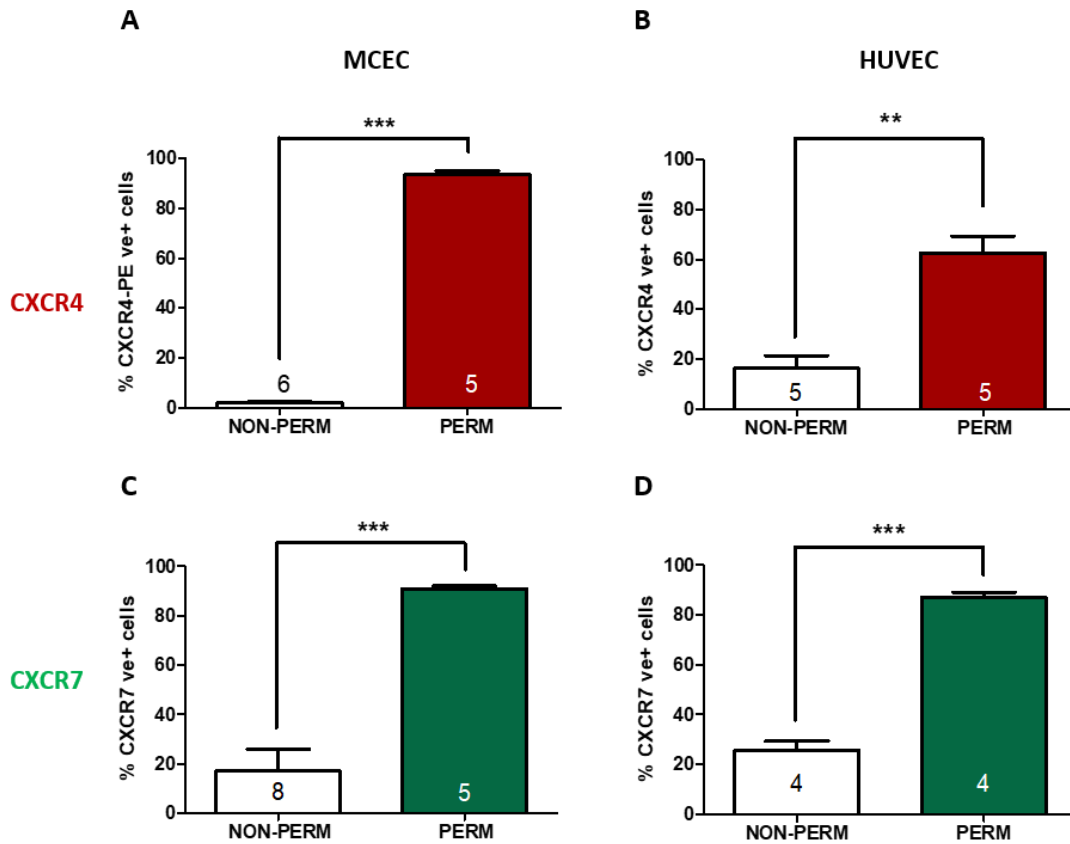 A
B
MCEC
HUVEC
CXCR4
% CXCR4-PE ve+ cells
100
80
60
40
20
0
***
6
5
NON-PERM
PERM
% CXCR4 ve+ cells
100
80
60
40
20
0
**
5
5
NON-PERM
PERM
C
D
CXCR7
% CXCR7 ve+ cells
100
80
60
40
20
0
***
8
5
NON-PERM
PERM
% CXCR7 ve+ cells
100
80
60
40
20
0
***
4
4
NON-PERM
PERM